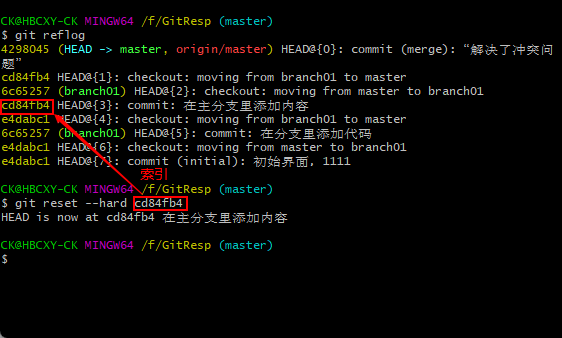 CK@HBCXY-CK MINGW64 /f/GitResp (master)
$ git reflog
4298045 (HEAD -> master, origin/master) HEAD@{0}: commit (merge): “解决了冲突问
题”
cd84fb4 HEAD@{1}: checkout: moving from branch01 to master
6c65257 (branch01) HEAD@{2}: checkout: moving from master to branch01
cd84fb4 HEAD@{3}: commit: 在主分支里添加内容
e4dabc1 HEAD@{4}: checkout: moving from branch01 to master
6c65257 (branch01) HEAD@{5}: commit: 在分支里添加代码
e4dabc1 HEAD@{6}: checkout: moving from master to branch01
e4dabc1 HEAD@{7}: commit (initial): 初始界面, 1111
索引
CK@HBCXY-CK MINGW64 /f/GitResp (master)
$ git reset --hard cd84fb4
HEAD is now at cd84fb4 在主分支里添加内容
CK@HBCXY-CK MINGW64 /f/GitResp (master)
$